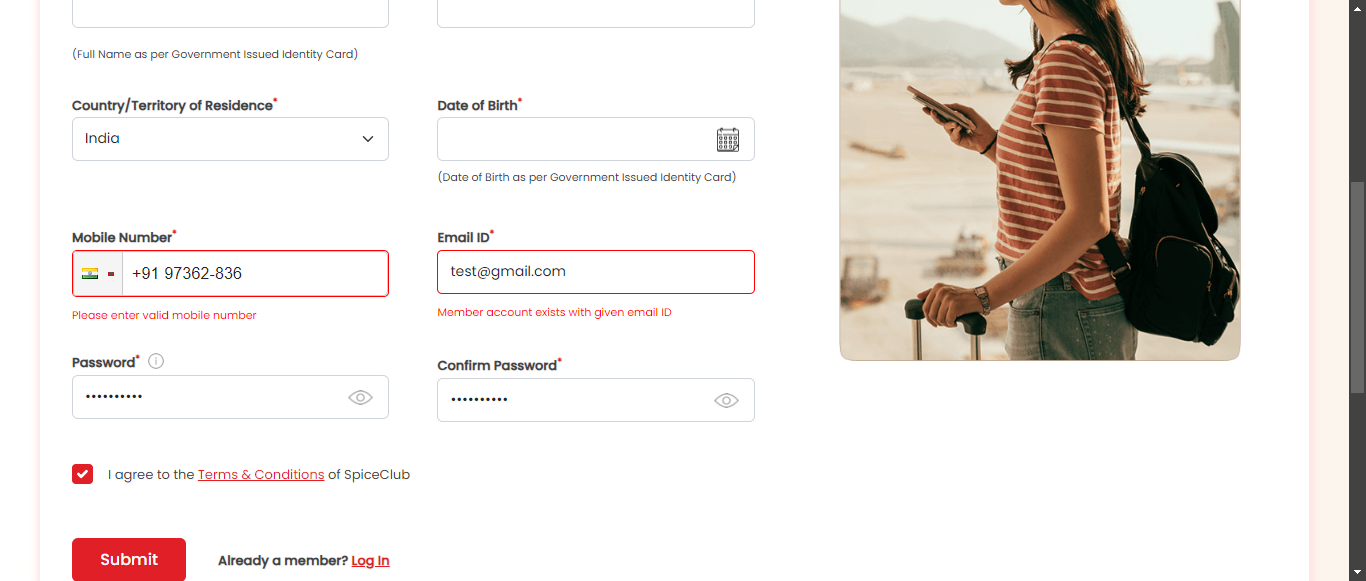 (Full Name as per Government Issued Identity Card)
Country/Territory of Residence* Date of Birth*
India
(Date of Birth as per Government Issued Identity Card)
Mobile Number* Email ID*
+91 97362-836 test@gmail.com
Please enter valid mobile number Member account exists with given email ID
Password* Confirm Password*
•••••••••• ••••••••••
I agree to the Terms & Conditions of SpiceClub
Submit Already a member? Log In